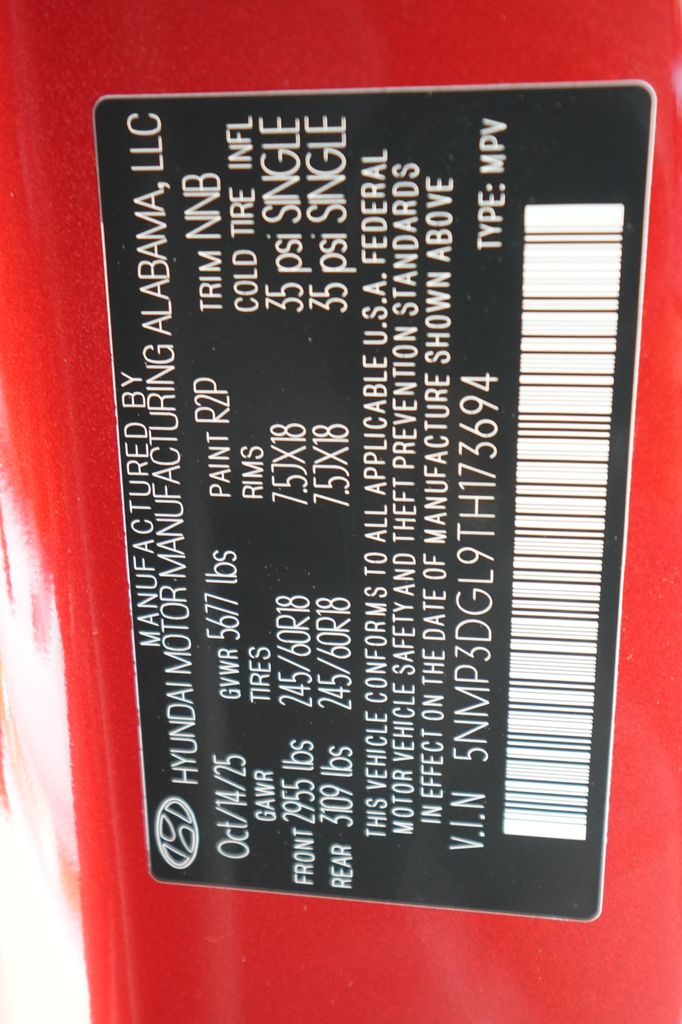 MANUFACTURED BY
HYUNDAI MOTOR MANUFACTURING ALABAMA, LLC
Oct/14/25 GVWR 5677 lbs PAINT R2P TRIM NNB
GAWR TIRES RIMS COLD TIRE INFL
FRONT 2955 lbs 245/60R18 7.5JX18 35 psi SINGLE
REAR 3109 lbs 245/60R18 7.5JX18 35 psi SINGLE
THIS VEHICLE CONFORMS TO ALL APPLICABLE U.S.A. FEDERAL
MOTOR VEHICLE SAFETY AND THEFT PREVENTION STANDARDS
IN EFFECT ON THE DATE OF MANUFACTURE SHOWN ABOVE
V.I.N 5NMP3DGL9TH173694 TYPE: MPV